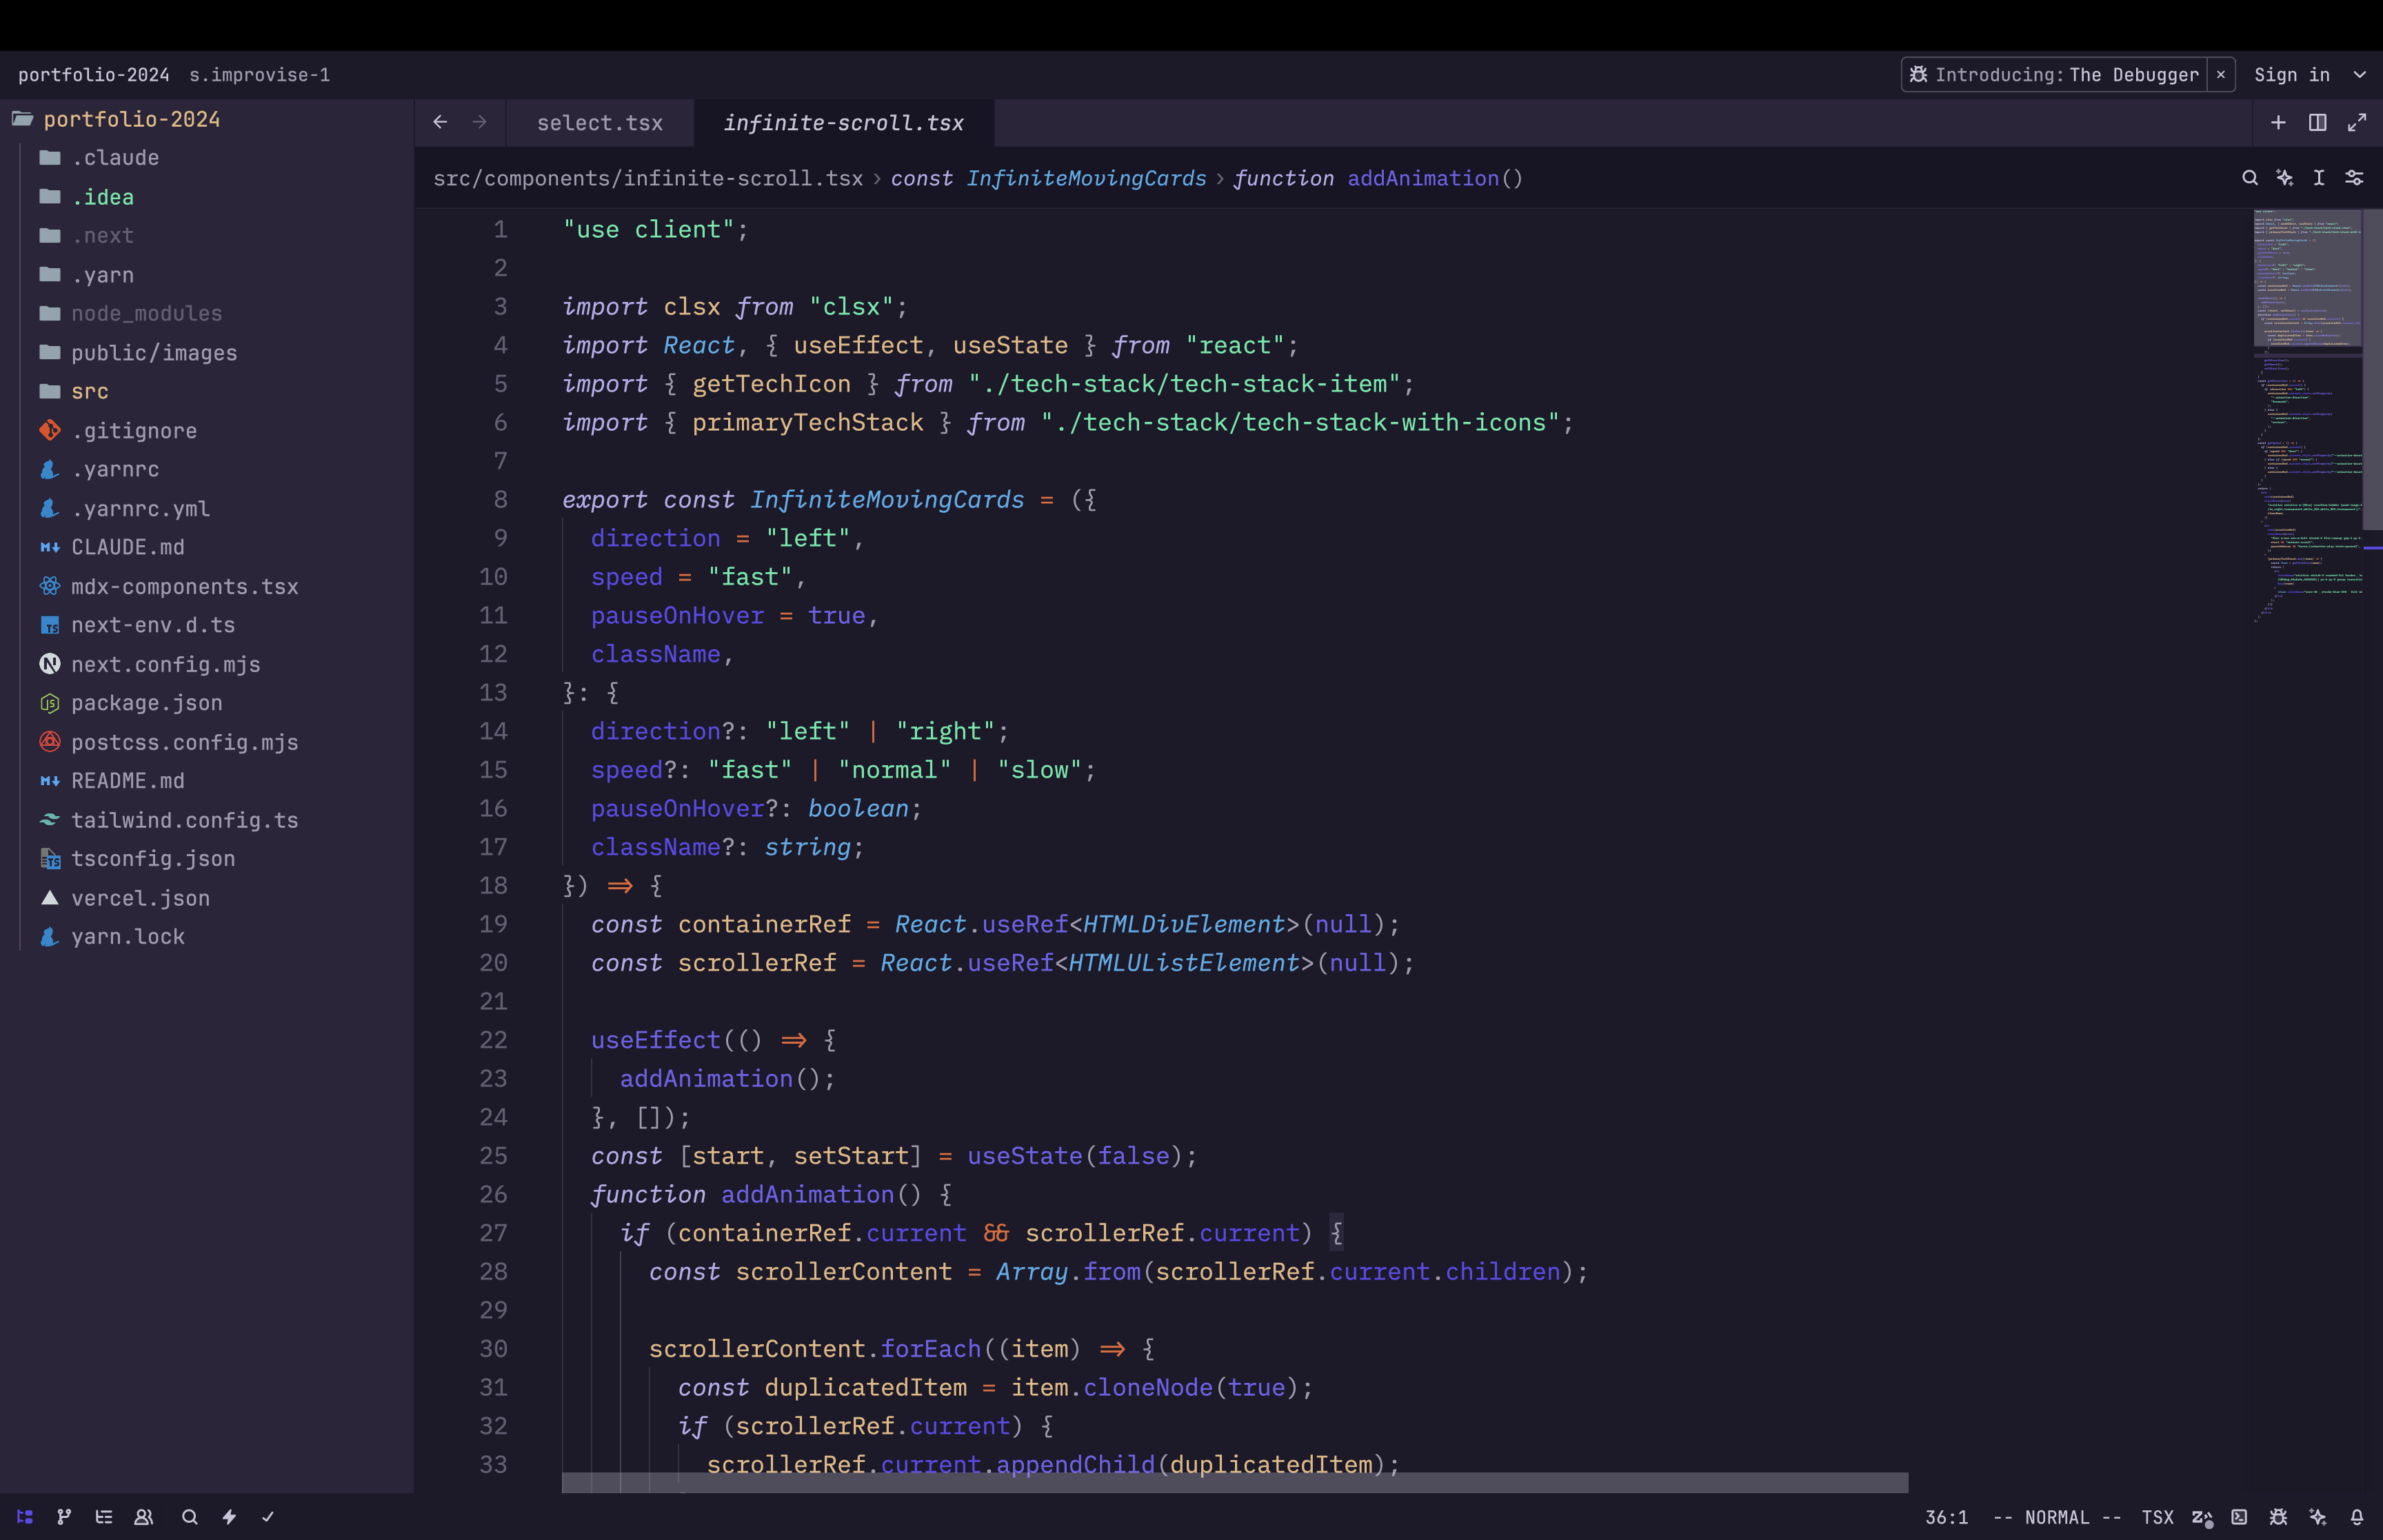 portfolio-2024 s.improvise-1
Introducing: The Debugger × Sign in
portfolio-2024
.claude
.idea
.next
.yarn
node_modules
public/images
src
.gitignore
.yarnrc
.yarnrc.yml
CLAUDE.md
mdx-components.tsx
next-env.d.ts
next.config.mjs
package.json
postcss.config.mjs
README.md
tailwind.config.ts
tsconfig.json
vercel.json
yarn.lock
select.tsx infinite-scroll.tsx
src/components/infinite-scroll.tsx › const InfiniteMovingCards › function addAnimation()
1 "use client";
2
3 import clsx from "clsx";
4 import React, { useEffect, useState } from "react";
5 import { getTechIcon } from "./tech-stack/tech-stack-item";
6 import { primaryTechStack } from "./tech-stack/tech-stack-with-icons";
7
8 export const InfiniteMovingCards = ({
9 direction = "left",
10 speed = "fast",
11 pauseOnHover = true,
12 className,
13 }: {
14 direction?: "left" | "right";
15 speed?: "fast" | "normal" | "slow";
16 pauseOnHover?: boolean;
17 className?: string;
18 }) => {
19 const containerRef = React.useRef<HTMLDivElement>(null);
20 const scrollerRef = React.useRef<HTMLUListElement>(null);
21
22 useEffect(() => {
23 addAnimation();
24 }, []);
25 const [start, setStart] = useState(false);
26 function addAnimation() {
27 if (containerRef.current && scrollerRef.current) {
28 const scrollerContent = Array.from(scrollerRef.current.children);
29
30 scrollerContent.forEach((item) => {
31 const duplicatedItem = item.cloneNode(true);
32 if (scrollerRef.current) {
33 scrollerRef.current.appendChild(duplicatedItem);
36:1 -- NORMAL -- TSX